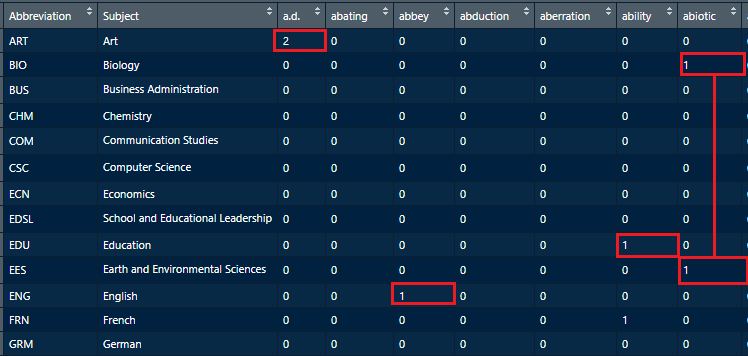 Abbreviation Subject a.d. abating abbey abduction aberration ability abiotic
ART Art 2 0 0 0 0 0 0
BIO Biology 0 0 0 0 0 0 1
BUS Business Administration 0 0 0 0 0 0 0
CHM Chemistry 0 0 0 0 0 0 0
COM Communication Studies 0 0 0 0 0 0 0
CSC Computer Science 0 0 0 0 0 0 0
ECN Economics 0 0 0 0 0 0 0
EDSL School and Educational Leadership 0 0 0 0 0 0 0
EDU Education 0 0 0 0 0 1 0
EES Earth and Environmental Sciences 0 0 0 0 0 0 1
ENG English 0 0 1 0 0 0 0
FRN French 0 0 0 0 0 1 0
GRM German 0 0 0 0 0 0 0